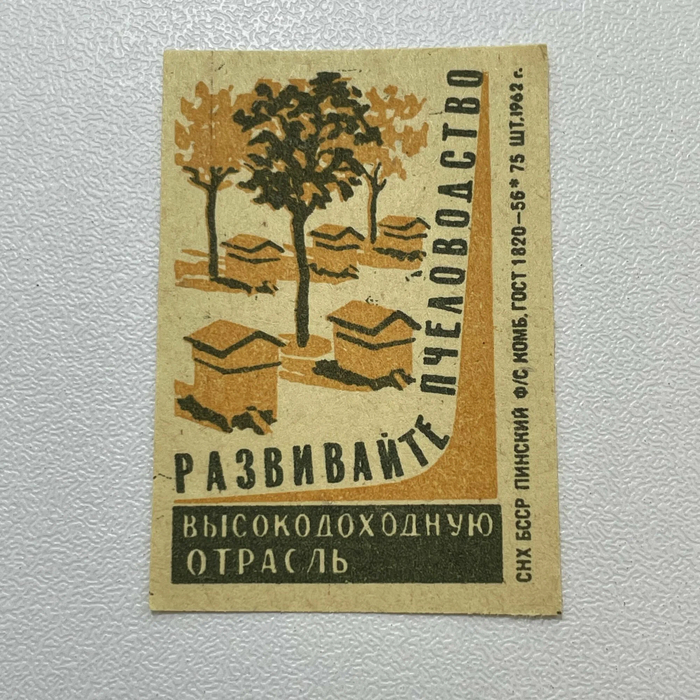 РАЗВИВАЙТЕ ПЧЕЛОВОДСТВО
ВЫСОКОДОХОДНУЮ
ОТРАСЛЬ
СНХ БССР ПИНСКИЙ Ф/С КОМБ. ГОСТ 1820-56* 75 ШТ. 1962 г.